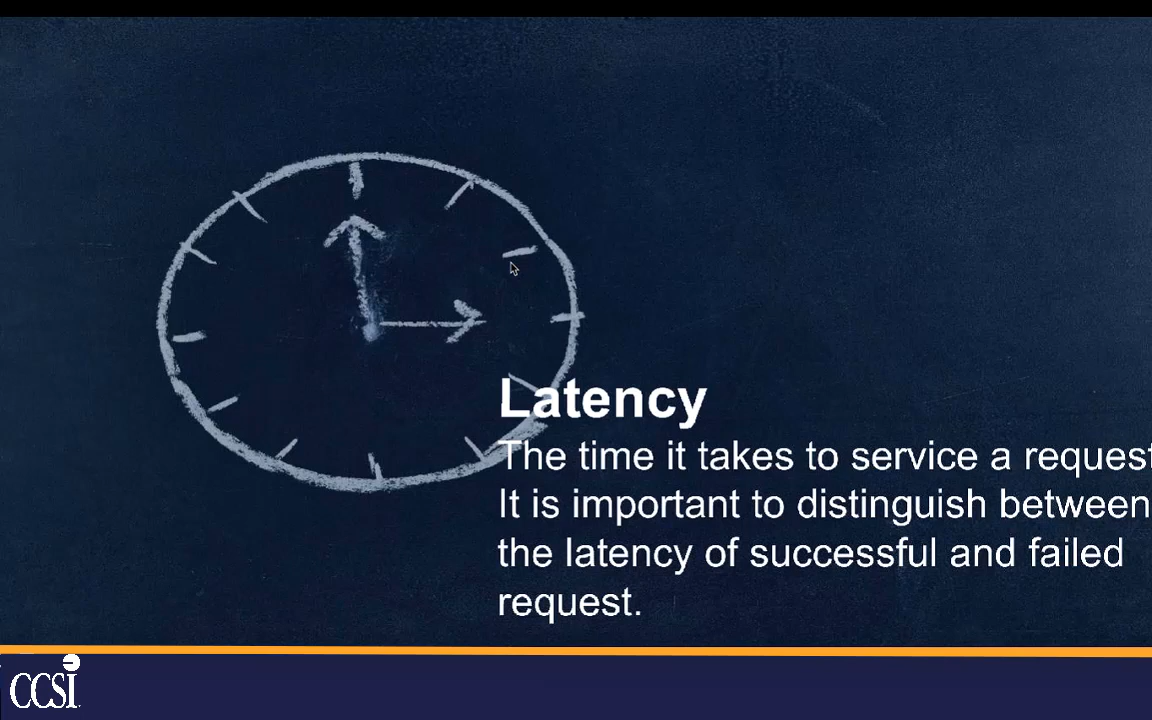 Latency
The time it takes to service a request
It is important to distinguish between
the latency of successful and failed
request.
CCSI